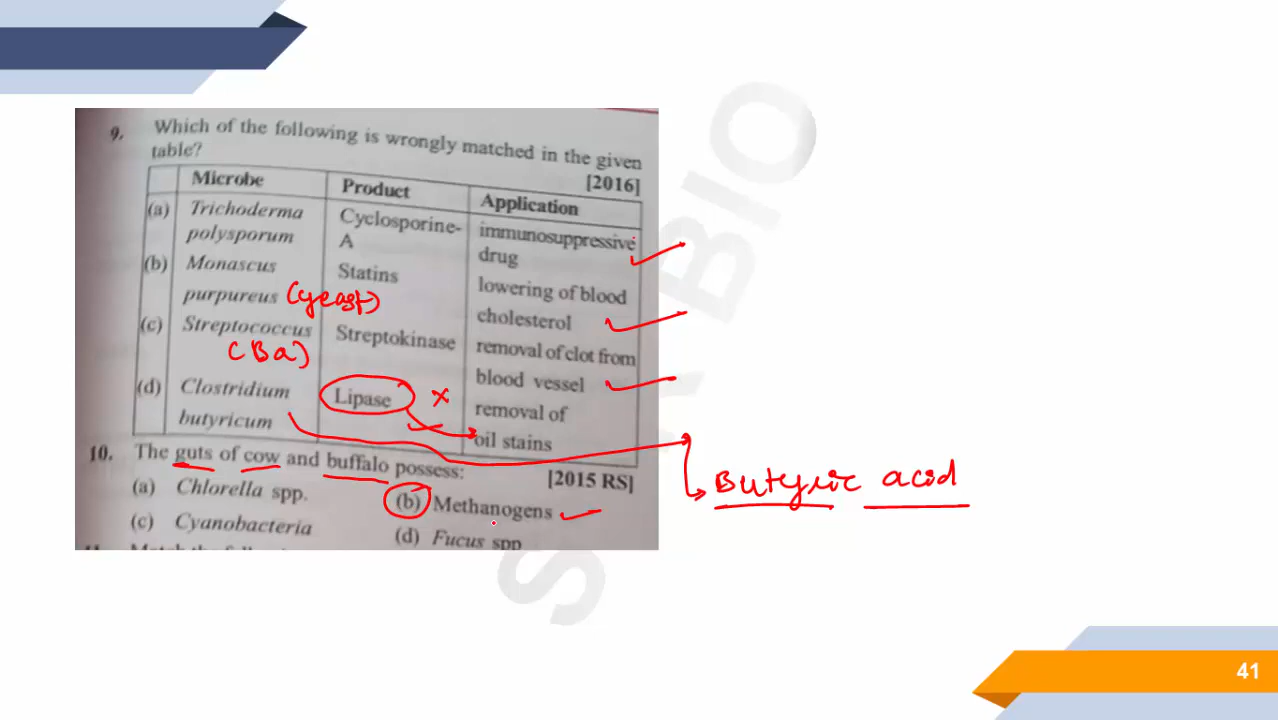 9. Which of the following is wrongly matched in the given
table?
[2016]
Microbe Product Application
(a) Trichoderma polysporum Cyclosporine-A immunosuppressive drug
(b) Monascus purpureus (yeast) Statins lowering of blood cholesterol
(c) Streptococcus (Ba) Streptokinase removal of clot from blood vessel
(d) Clostridium butyricum Lipase x removal of oil stains
Butyric acid
10. The guts of cow and buffalo possess:
[2015 RS]
(a) Chlorella spp. (b) Methanogens
(c) Cyanobacteria (d) Fucus spp
BIO
41